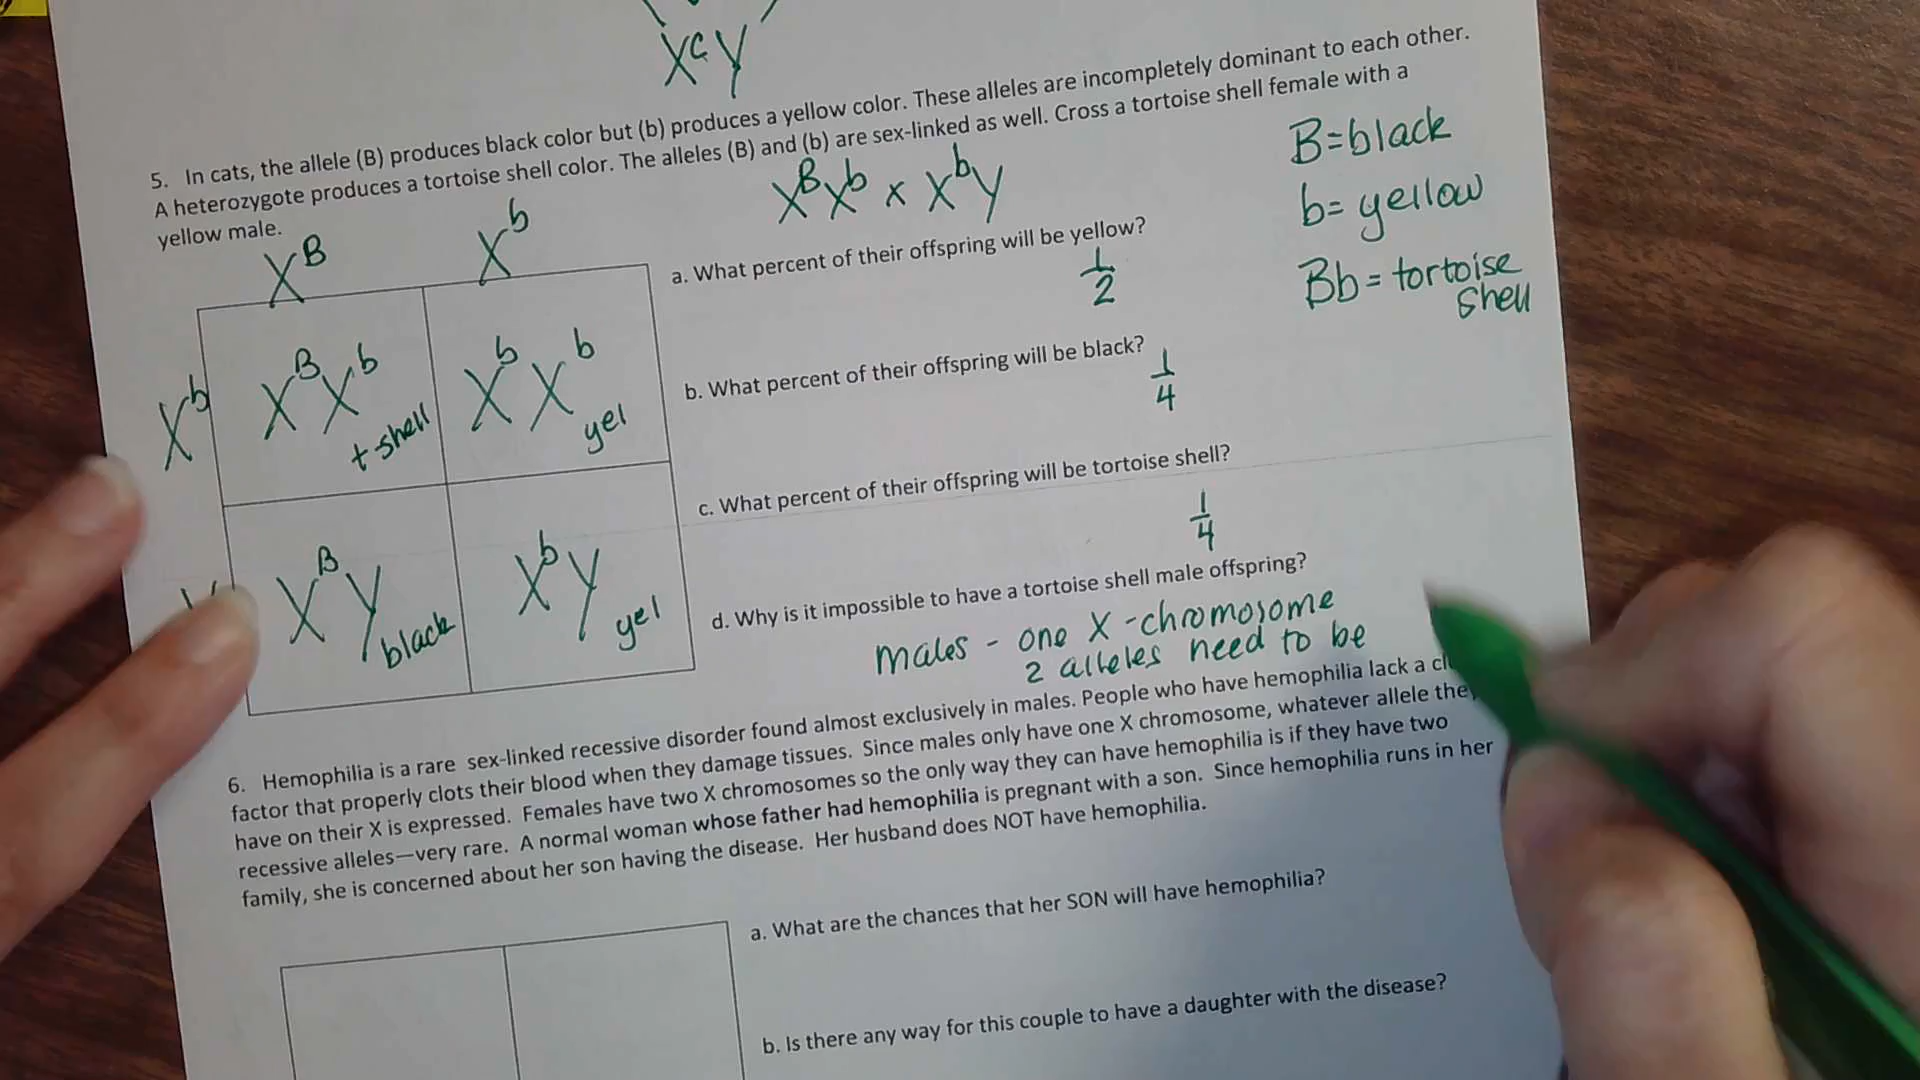 XᶜY
5. In cats, the allele (B) produces black color but (b) produces a yellow color. These alleles are incompletely dominant to each other.
A heterozygote produces a tortoise shell color. The alleles (B) and (b) are sex-linked as well. Cross a tortoise shell female with a
yellow male.
XᴮXᵇ x XᵇY
B=black
b= yellow
Bb = tortoise
shell
Xᴮ
Xᵇ
Xᵇ
XᴮXᵇ
t-shell
XᵇXᵇ
yel
XᴮY
black
XᵇY
yel
a. What percent of their offspring will be yellow?
1/2
b. What percent of their offspring will be black?
1/4
c. What percent of their offspring will be tortoise shell?
1/4
d. Why is it impossible to have a tortoise shell male offspring?
males - one X-chromosome
2 alleles need to be
6. Hemophilia is a rare sex-linked recessive disorder found almost exclusively in males. People who have hemophilia lack a
factor that properly clots their blood when they damage tissues. Since males only have one X chromosome, whatever allele they
have on their X is expressed. Females have two X chromosomes so the only way they can have hemophilia is if they have two
recessive alleles—very rare. A normal woman whose father had hemophilia is pregnant with a son. Since hemophilia runs in her
family, she is concerned about her son having the disease. Her husband does NOT have hemophilia.
a. What are the chances that her SON will have hemophilia?
b. Is there any way for this couple to have a daughter with the disease?